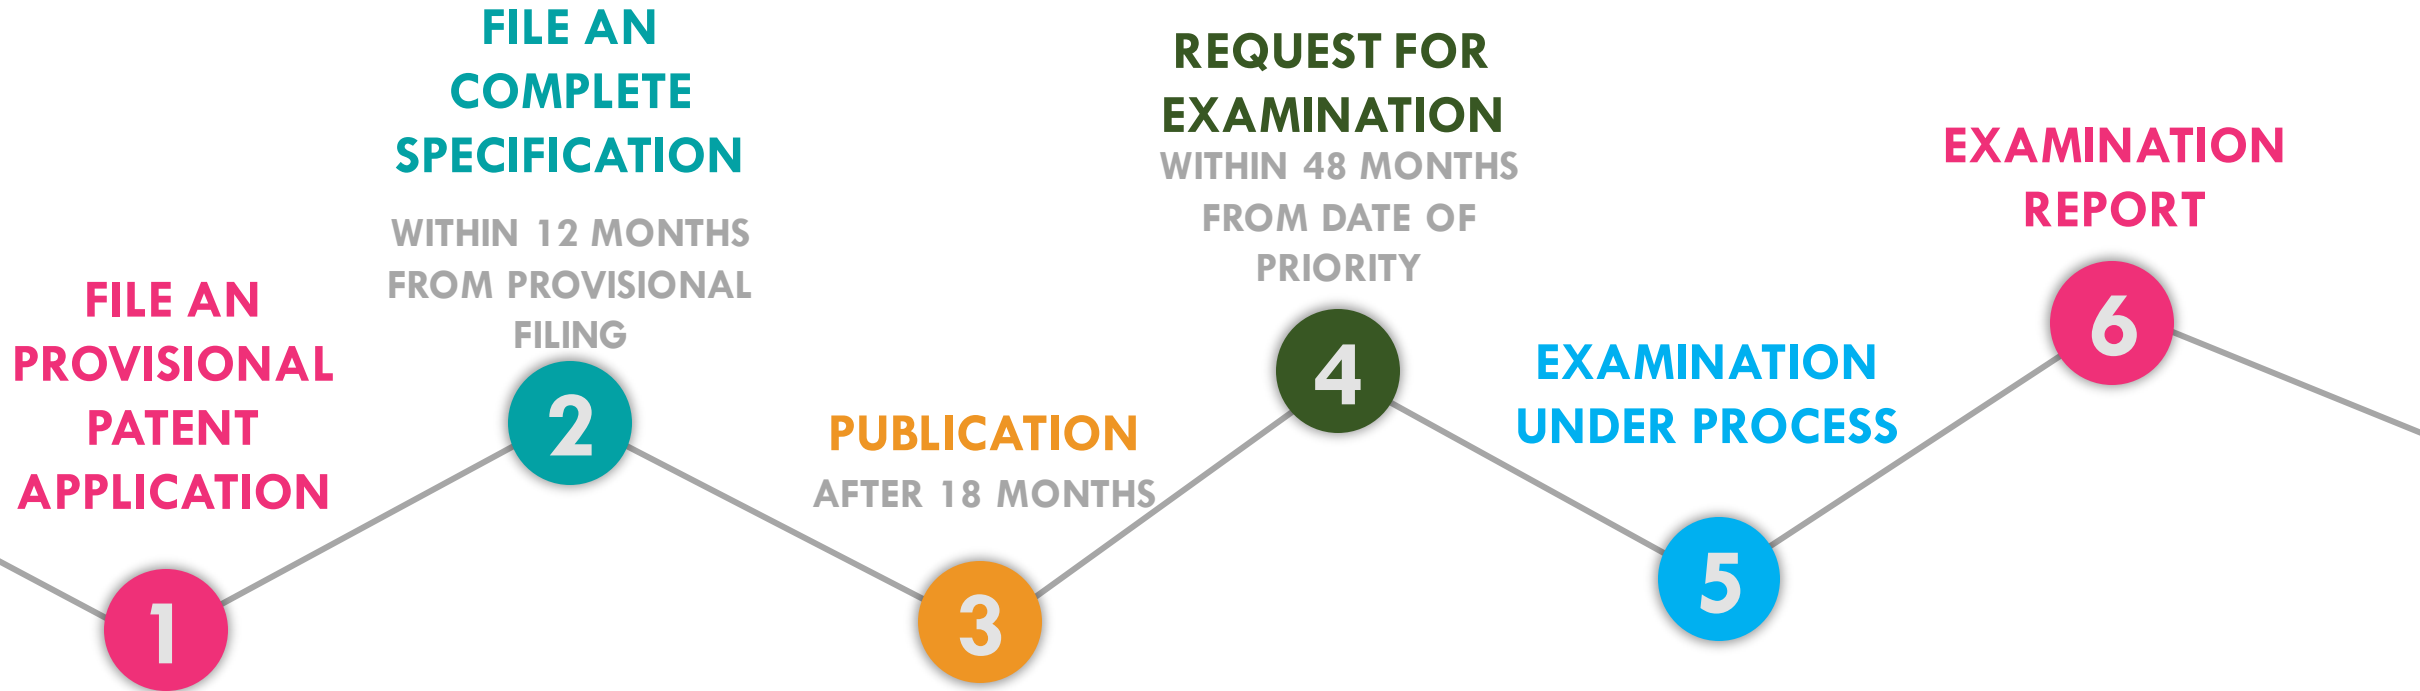 FILE AN
PROVISIONAL
PATENT
APPLICATION
1
FILE AN
COMPLETE
SPECIFICATION
WITHIN 12 MONTHS
FROM PROVISIONAL
FILING
2
PUBLICATION
AFTER 18 MONTHS
3
REQUEST FOR
EXAMINATION
WITHIN 48 MONTHS
FROM DATE OF
PRIORITY
4
EXAMINATION
UNDER PROCESS
5
EXAMINATION
REPORT
6